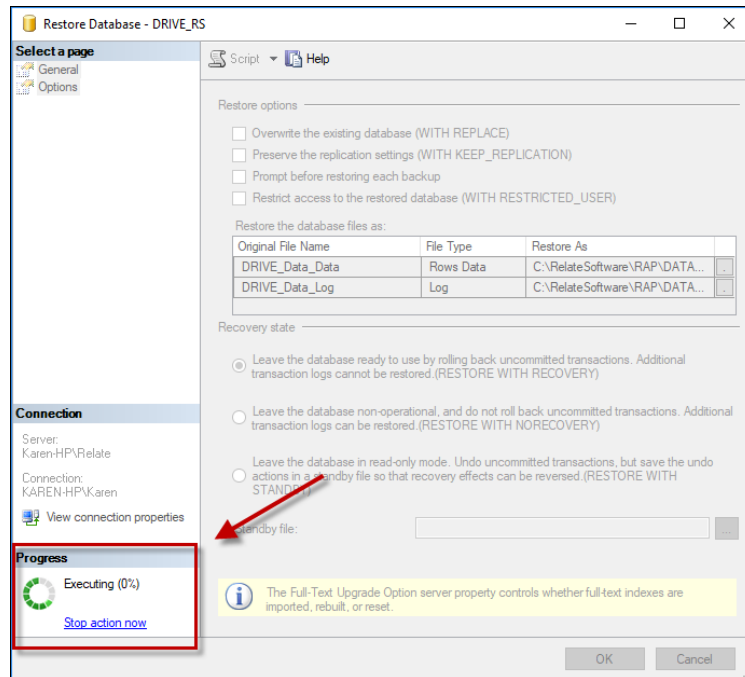 Restore Database - DRIVE_RS
Select a page
General
Options
Script
Help
Restore options
Overwrite the existing database (WITH REPLACE)
Preserve the replication settings (WITH KEEP_REPLICATION)
Prompt before restoring each backup
Restrict access to the restored database (WITH RESTRICTED_USER)
Restore the database files as:
Original File Name File Type Restore As
DRIVE_Data_Data Rows Data C:\RelateSoftware\RAP\DATA... .
DRIVE_Data_Log Log C:\RelateSoftware\RAP\DATA... .
Recovery state
Leave the database ready to use by rolling back uncommitted transactions. Additional
transaction logs cannot be restored.(RESTORE WITH RECOVERY)
Leave the database non-operational, and do not roll back uncommitted transactions. Additional
transaction logs can be restored.(RESTORE WITH NORECOVERY)
Leave the database in read-only mode. Undo uncommitted transactions, but save the undo
actions in a standby file so that recovery effects can be reversed.(RESTORE WITH
STANDBY)
Standby file:
...
The Full-Text Upgrade Option server property controls whether full-text indexes are
imported, rebuilt, or reset.
Connection
Server:
Karen-HP\Relate
Connection:
KAREN-HP\Karen
View connection properties
Progress
Executing (0%)
Stop action now
OK
Cancel